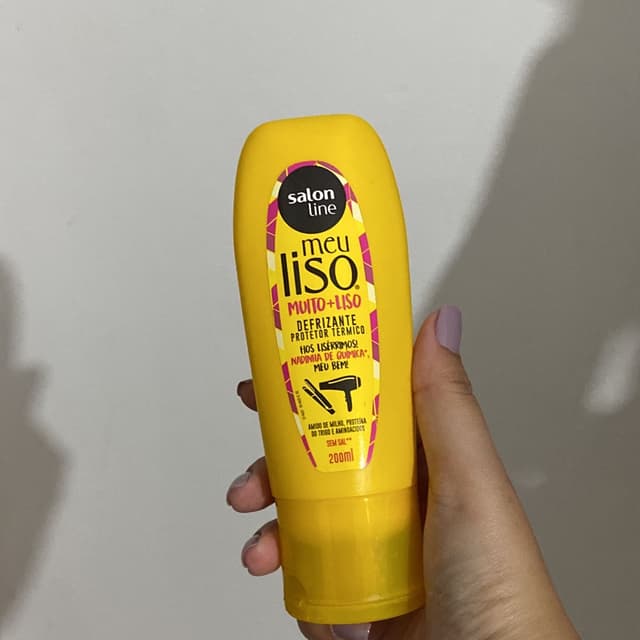 salon
line
meu
liso®
MUITO+LISO
DEFRIZANTE
PROTETOR TÉRMICO
FIOS LISÉRRIMOS!
NADINHA DE QUÍMICA*,
MEU BEM!
AMIDO DE MILHO, PROTEÍNA
DO TRIGO E AMINOÁCIDOS
SEM SAL**
200ml